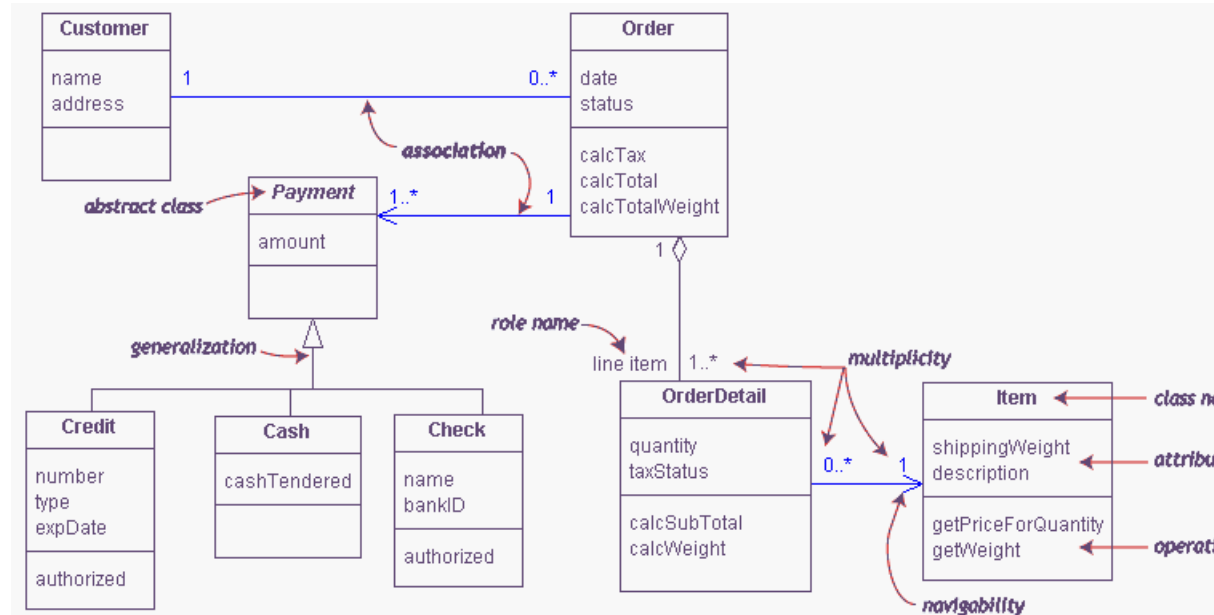 Customer
name
address
1
0..*
Order
date
status
calcTax
calcTotal
calcTotalWeight
association
abstract class
Payment
amount
1..*
1
1
generalization
role name
line item
1..*
multiplicity
Credit
number
type
expDate
authorized
Cash
cashTendered
Check
name
bankID
authorized
OrderDetail
quantity
taxStatus
calcSubTotal
calcWeight
0..*
1
Item
shippingWeight
description
getPriceForQuantity
getWeight
class
navigability